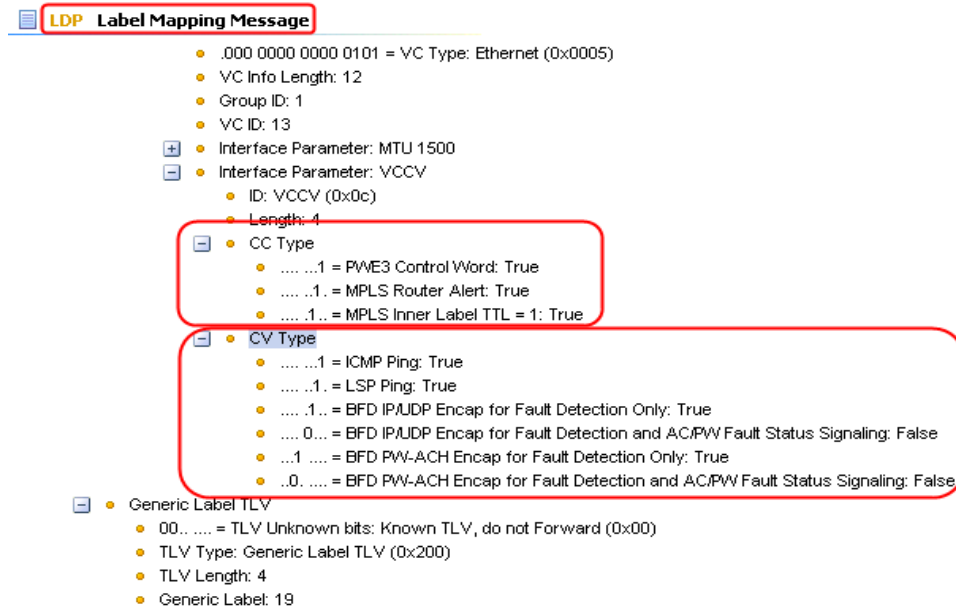 LDP Label Mapping Message
.000 0000 0000 0101 = VC Type: Ethernet (0x0005)
VC Info Length: 12
Group ID: 1
VC ID: 13
Interface Parameter: MTU 1500
Interface Parameter: VCCV
ID: VCCV (0x0c)
Length: 4
CC Type
.... ...1 = PWE3 Control Word: True
.... ..1. = MPLS Router Alert: True
.... .1.. = MPLS Inner Label TTL = 1: True
CV Type
.... ...1 = ICMP Ping: True
.... ..1. = LSP Ping: True
.... .1.. = BFD IP/UDP Encap for Fault Detection Only: True
.... 0... = BFD IP/UDP Encap for Fault Detection and AC/PW Fault Status Signaling: False
...1 .... = BFD PW-ACH Encap for Fault Detection Only: True
..0. .... = BFD PW-ACH Encap for Fault Detection and AC/PW Fault Status Signaling: False
Generic Label TLV
00.. .... = TLV Unknown bits: Known TLV, do not Forward (0x00)
TLV Type: Generic Label TLV (0x200)
TLV Length: 4
Generic Label: 19